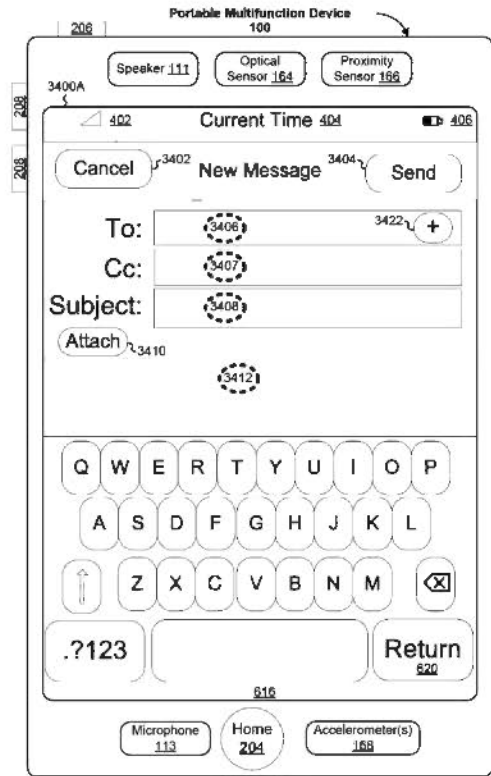 Portable Multifunction Device
100
206
Speaker 111
Optical
Sensor 164
Proximity
Sensor 166
3400A
208
402
Current Time 404
406
208
Cancel
3402
New Message
3404
Send
To:
3406
3422
+
Cc:
3407
Subject:
3408
Attach
3410
3412
Q W E R T Y U I O P
A S D F G H J K L
Z X C V B N M
.?123
Return
620
616
Microphone
113
Home
204
Accelerometer(s)
168